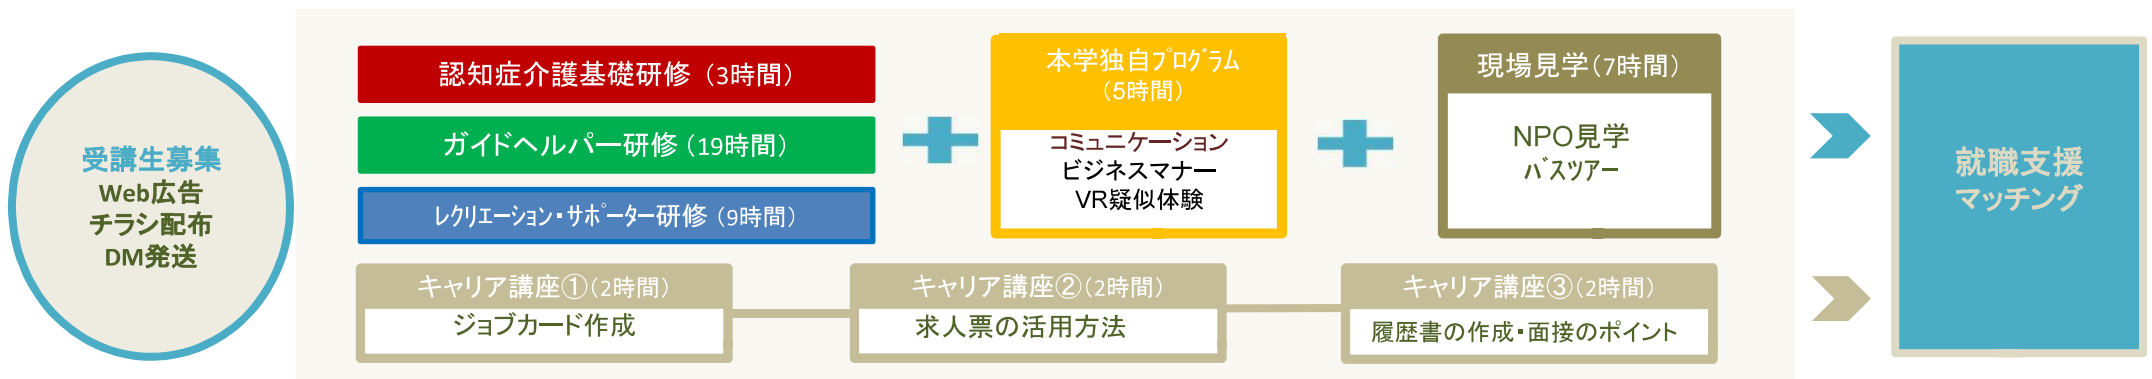 受講生募集
Web広告
チラシ配布
DM発送
認知症介護基礎研修（3時間）
ガイドヘルパー研修（19時間）
ﾚｸﾘｴーｼｮﾝ・ｻﾎﾟーﾀー研修（9時間）
本学独自ﾌﾟﾛｸﾞﾗﾑ
（5時間）
コミュニケーション
ビジネスマナー
VR疑似体験
現場見学（7時間）
NPO見学
ﾊﾞｽﾂｱー
キャリア講座①（2時間）
ジョブカード作成
キャリア講座②（2時間）
求人票の活用方法
キャリア講座③（2時間）
履歴書の作成・面接のポイント
就職支援
マッチング